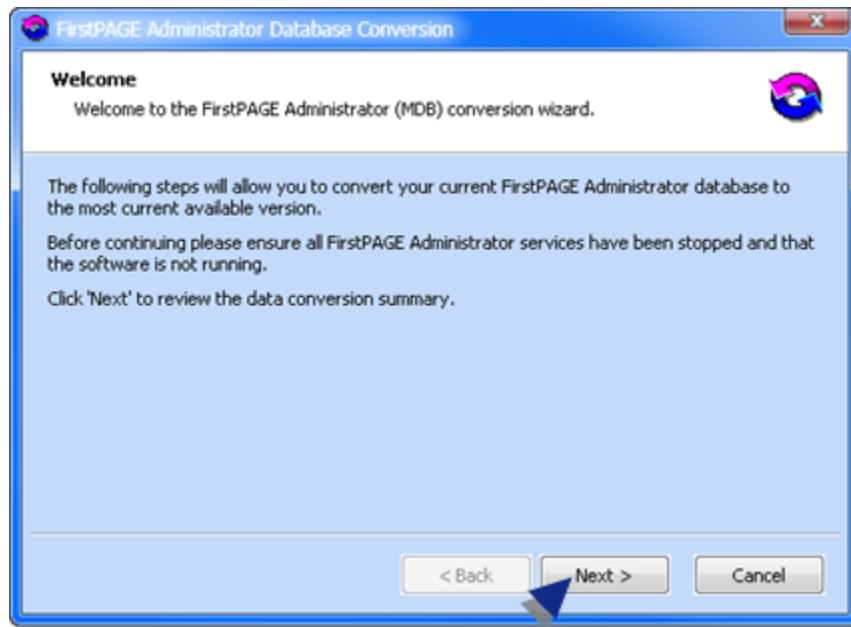 FirstPAGE Administrator Database Conversion
Welcome
Welcome to the FirstPAGE Administrator (MDB) conversion wizard.
The following steps will allow you to convert your current FirstPAGE Administrator database to
the most current available version.
Before continuing please ensure all FirstPAGE Administrator services have been stopped and that
the software is not running.
Click 'Next' to review the data conversion summary.
< Back
Next >
Cancel